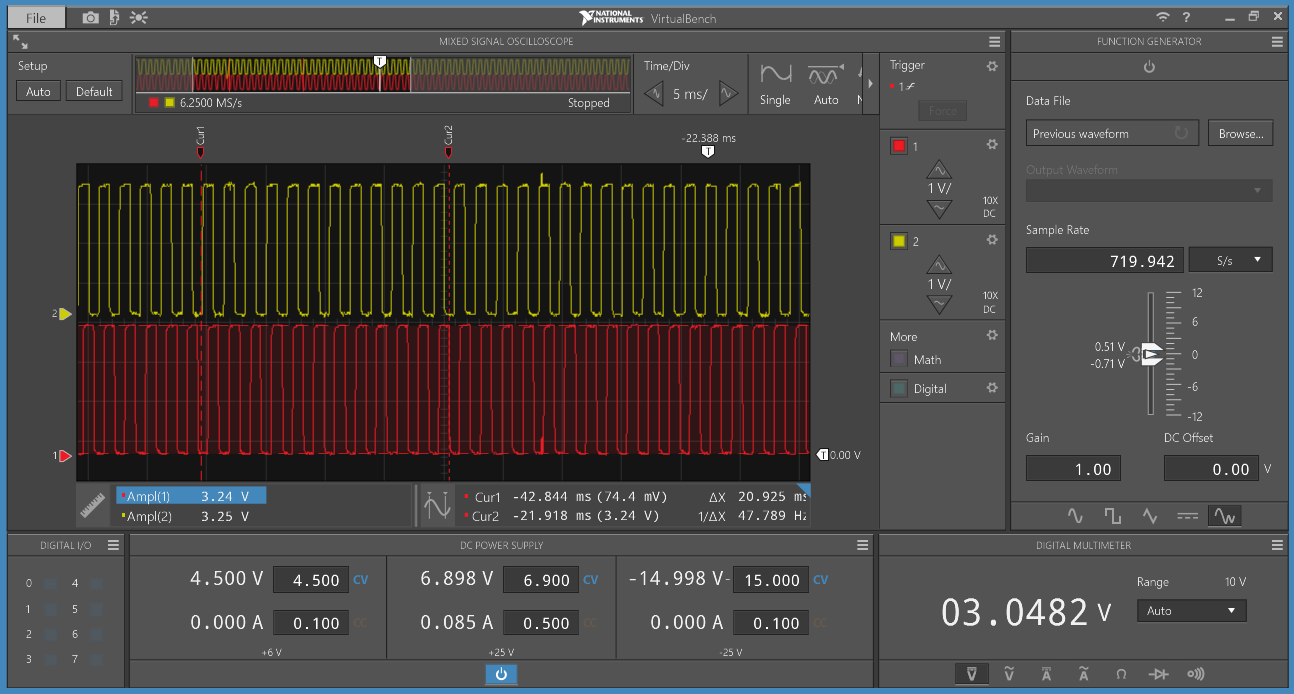 File
NATIONAL INSTRUMENTS VirtualBench
?
MIXED SIGNAL OSCILLOSCOPE
FUNCTION GENERATOR
Setup
Auto
Default
T
6.2500 MS/s
Stopped
Time/Div
5 ms/
Single
Auto
Trigger
1
Force
Cur1
Cur2
-22.388 ms
T
1
1 V/
10X
DC
2
1 V/
10X
DC
More
Math
Digital
2
1
T 0.00 V
Ampl(1) 3.24 V
Ampl(2) 3.25 V
Cur1 -42.844 ms (74.4 mV) ΔX 20.925 ms
Cur2 -21.918 ms (3.24 V) 1/ΔX 47.789 Hz
Data File
Previous waveform
Browse...
Output Waveform
Sample Rate
719.942
S/s
12
6
0
-6
-12
0.51 V
-0.71 V
Gain
1.00
DC Offset
0.00 V
DIGITAL I/O
0 4
1 5
2 6
3 7
DC POWER SUPPLY
4.500 V 4.500 CV
0.000 A 0.100 CC
+6 V
6.898 V 6.900 CV
0.085 A 0.500 CC
+25 V
-14.998 V - 15.000 CV
0.000 A 0.100 CC
-25 V
DIGITAL MULTIMETER
03.0482 V
Range 10 V
Auto
V
V
A
A
Ω